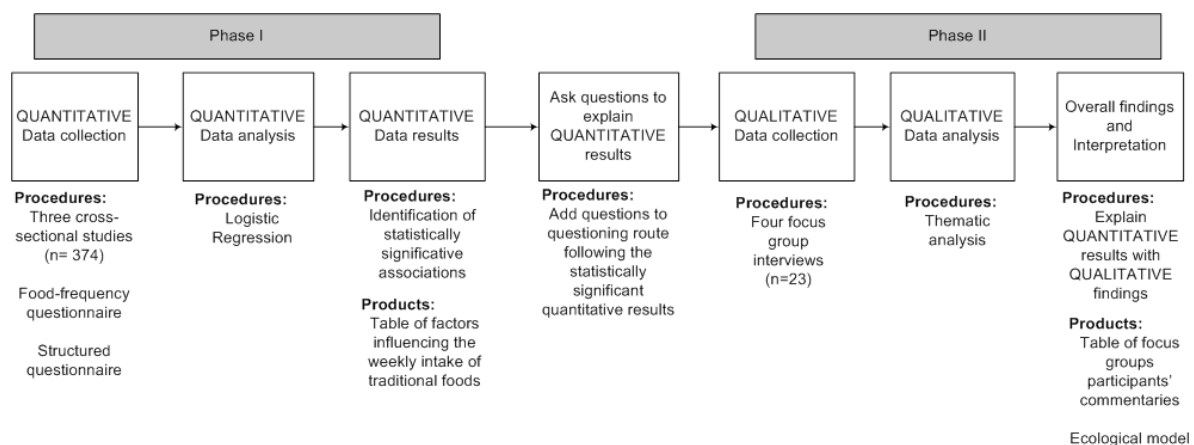 Phase I
Phase II
QUANTITATIVE
Data collection
QUANTITATIVE
Data analysis
QUANTITATIVE
Data results
Ask questions to
explain
QUANTITATIVE
results
QUALITATIVE
Data collection
QUALITATIVE
Data analysis
Overall findings
and
Interpretation
Procedures:
Three cross-
sectional studies
(n= 374)
Food-frequency
questionnaire
Structured
questionnaire
Procedures:
Logistic
Regression
Procedures:
Identification of
statistically
significative
associations
Products:
Table of factors
influencing the
weekly intake of
traditional foods
Procedures:
Add questions to
questioning route
following the
statistically
significant
quantitative results
Procedures:
Four focus
group
interviews
(n=23)
Procedures:
Thematic
analysis
Procedures:
Explain
QUANTITATIVE
results with
QUALITATIVE
findings
Products:
Table of focus
groups
participants'
commentaries
Ecological model